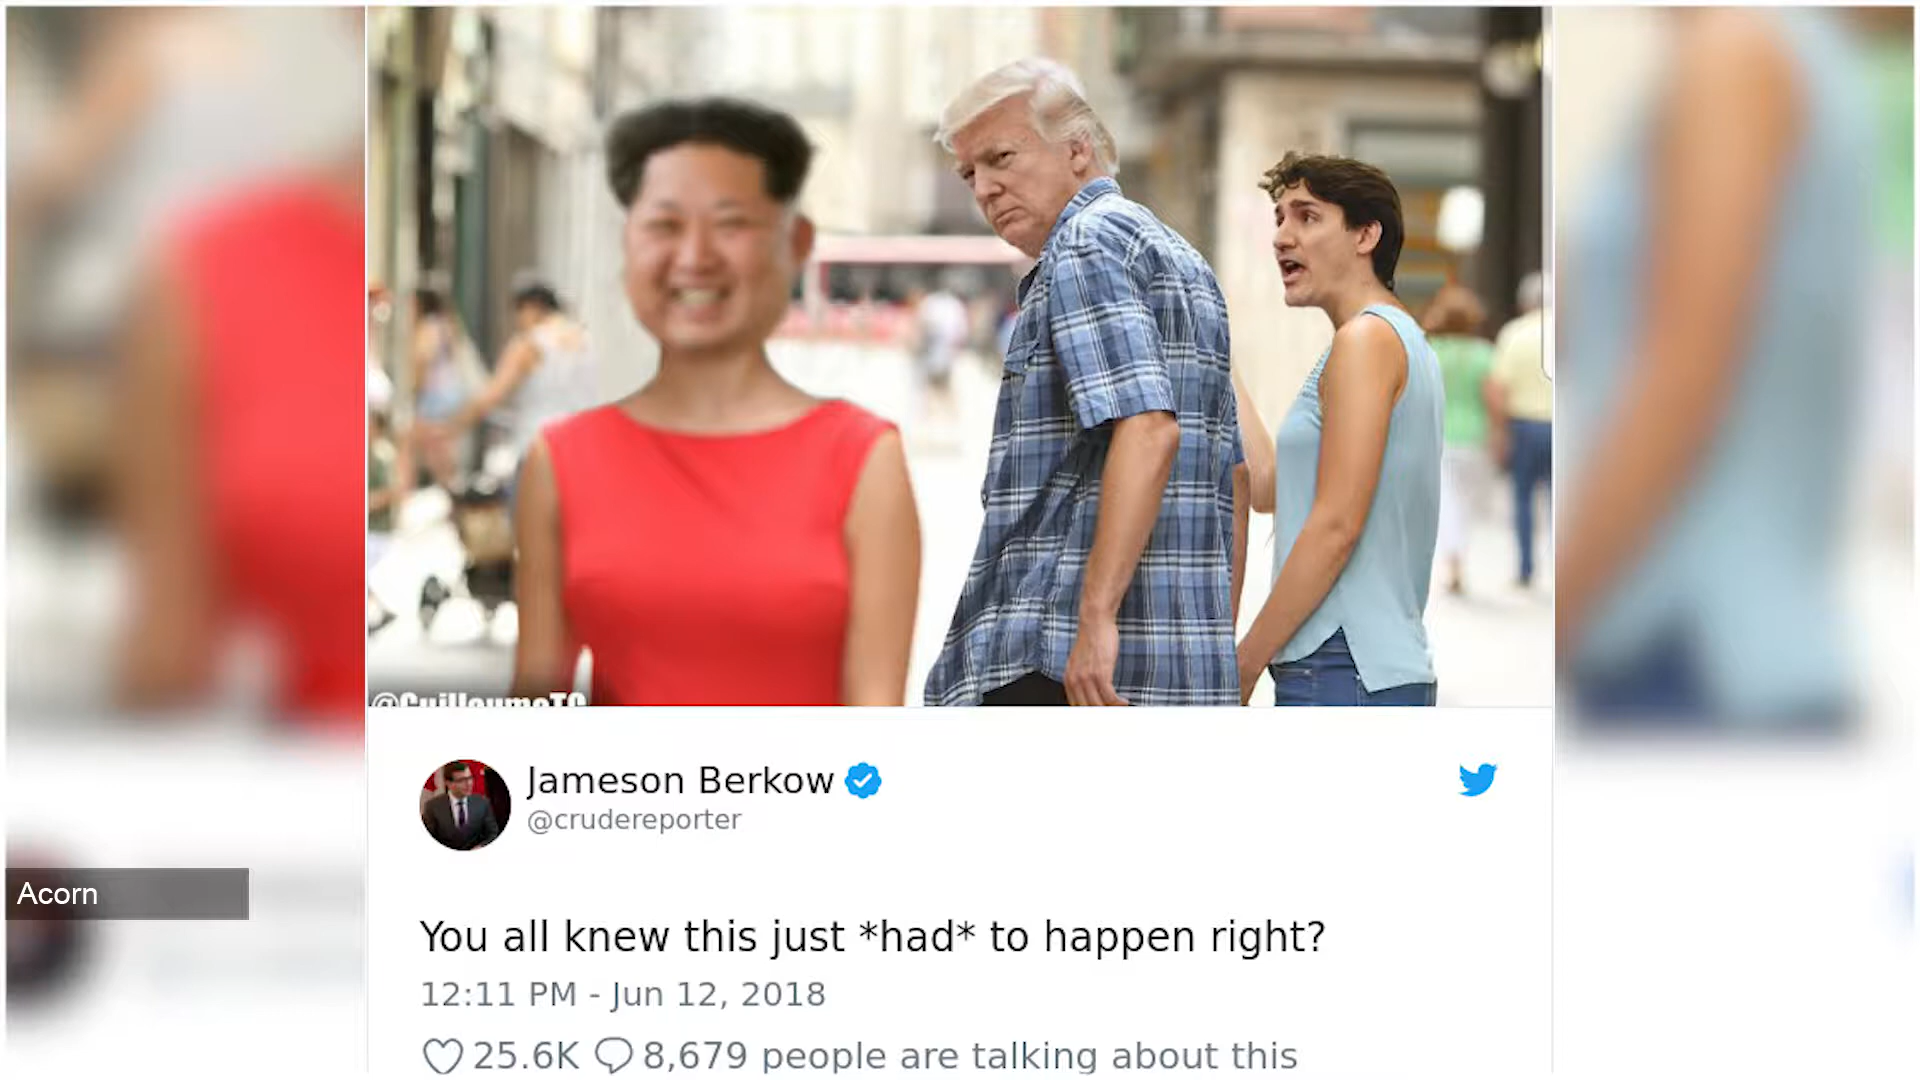 @GuillaumeTC
Jameson Berkow
@crudereporter
Acorn
You all knew this just *had* to happen right?
12:11 PM - Jun 12, 2018
25.6K 8,679 people are talking about this